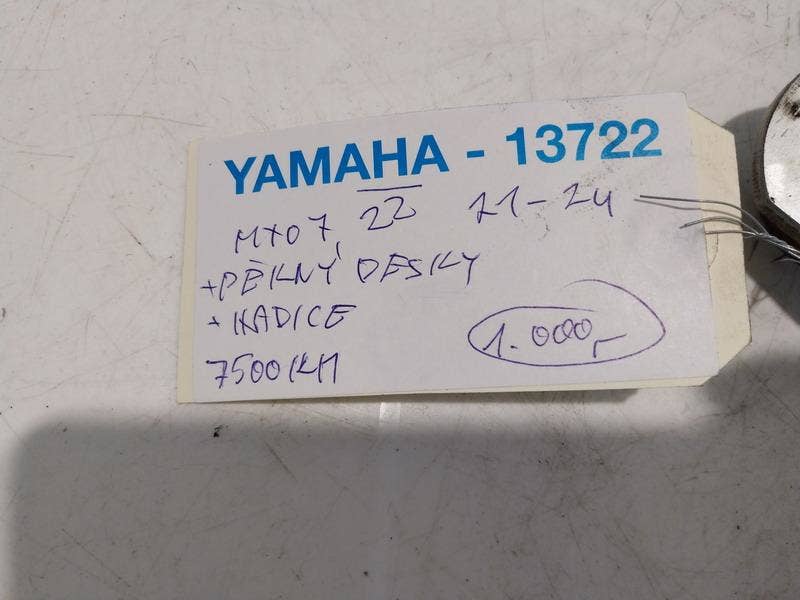 YAMAHA - 13722
MT07, 22 21-24
+PĚKNÝ DESKY
+ HADICE
7500KM
1.000,-